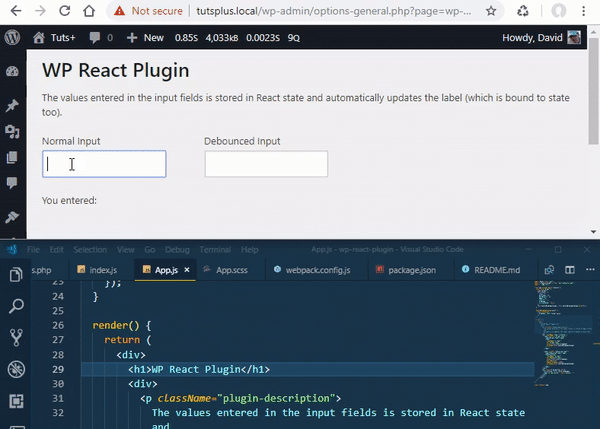 Not secure | tutsplus.local/wp-admin/options-general.php?page=wp-...
Tuts+ 0 New 0.85S 4,033KB 0.0023S 9Q Howdy, David
WP React Plugin
The values entered in the input fields is stored in React state and automatically updates the label (which is bound to state
too).
Normal Input Debounced Input
You entered:
File Edit Selection View Go Debug Terminal Help App.js - wp-react-plugin - Visual Studio Code
s.php index.js App.js App.scss webpack.config.js package.json README.md
23 });
24 }
25
26 render() {
27 return (
28 <div>
29 <h1>WP React Plugin</h1>
30 <div>
31 <p className="plugin-description">
32 The values entered in the input fields is stored in React state
and